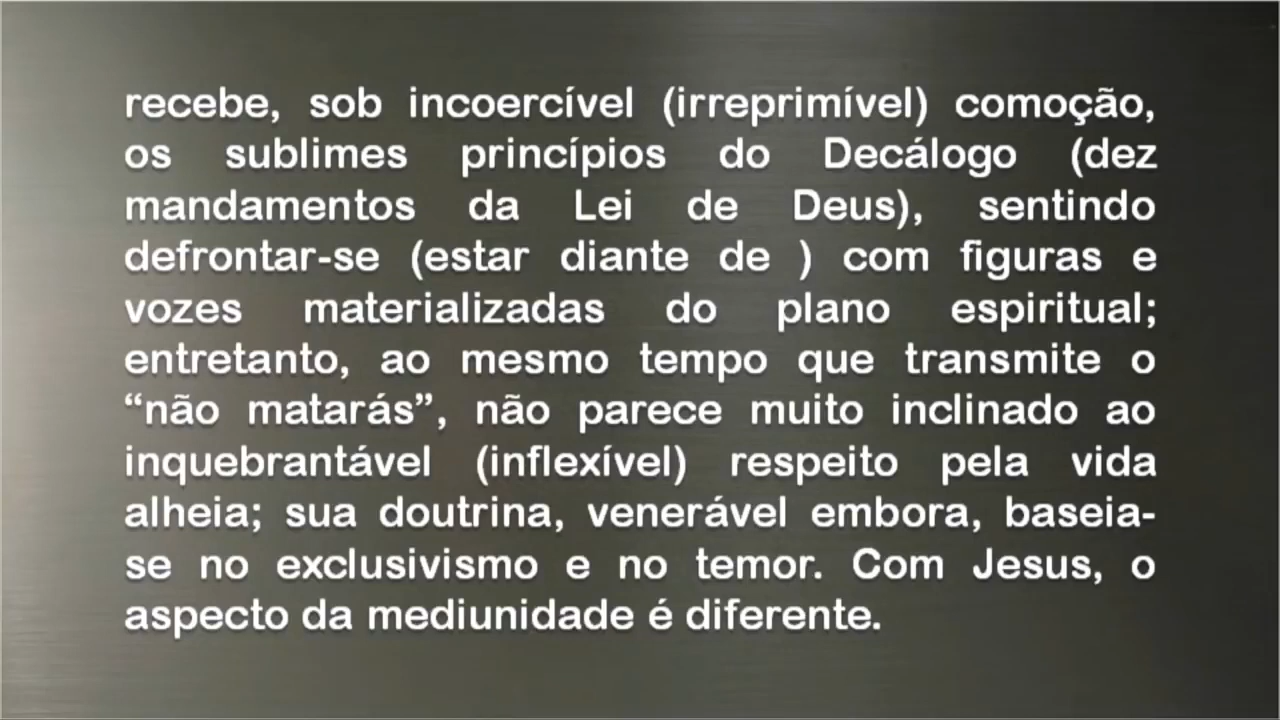 recebe, sob incoercível (irreprimível) comoção,
os sublimes princípios do Decálogo (dez
mandamentos da Lei de Deus), sentindo
defrontar-se (estar diante de ) com figuras e
vozes materializadas do plano espiritual;
entretanto, ao mesmo tempo que transmite o
“não matarás”, não parece muito inclinado ao
inquebrantável (inflexível) respeito pela vida
alheia; sua doutrina, venerável embora, baseia-
se no exclusivismo e no temor. Com Jesus, o
aspecto da mediunidade é diferente.